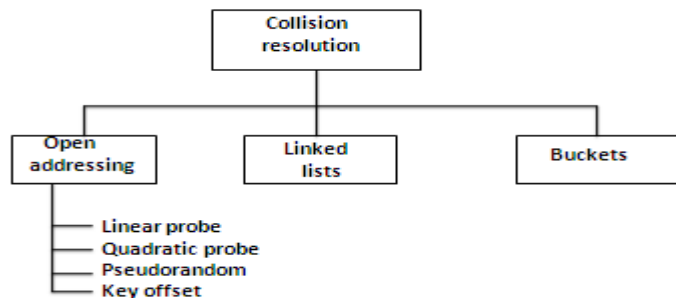 Collision
resolution
Open
addressing
Linked
lists
Buckets
Linear probe
Quadratic probe
Pseudorandom
Key offset